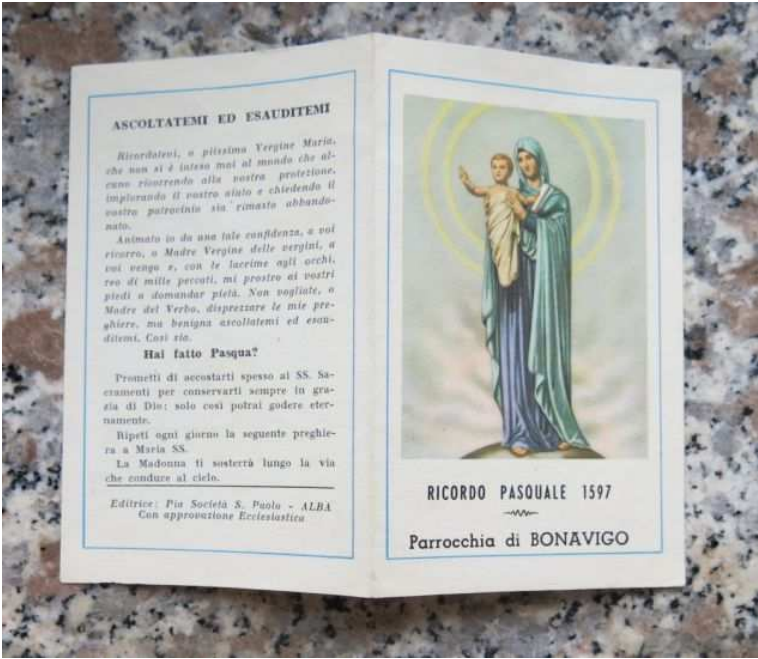 ASCOLTATEMI ED ESAUDITEMI
Ricordatevi, o piissima Vergine Maria,
che non si è inteso mai al mondo che al-
cuno ricorrendo alla vostra protezione,
implorando il vostro aiuto e chiedendo il
vostro patrocinio sia rimasto abbando-
nato.
Animato io da una tale confidenza, a voi
ricorro, o Madre Vergine delle vergini, a
voi vengo e, con le lacrime agli occhi,
reo di mille peccati, mi prostro ai vostri
piedi a domandar pietà. Non vogliate, o
Madre del Verbo, disprezzare le mie pre-
ghiere, ma benigna ascoltatemi ed esau-
ditemi. Così sia.
Hai fatto Pasqua?
Prometti di accostarti spesso ai SS. Sa-
cramenti per conservarti sempre in gra-
zia di Dio: solo così potrai godere eter-
namente.
Ripeti ogni giorno la seguente preghie-
ra a Maria SS.
La Madonna ti sosterrà lungo la via
che conduce al cielo.
Editrice: Pia Società S. Paolo - ALBA
Con approvazione Ecclesiastica
RICORDO PASQUALE 1597
Parrocchia di BONAVIGO